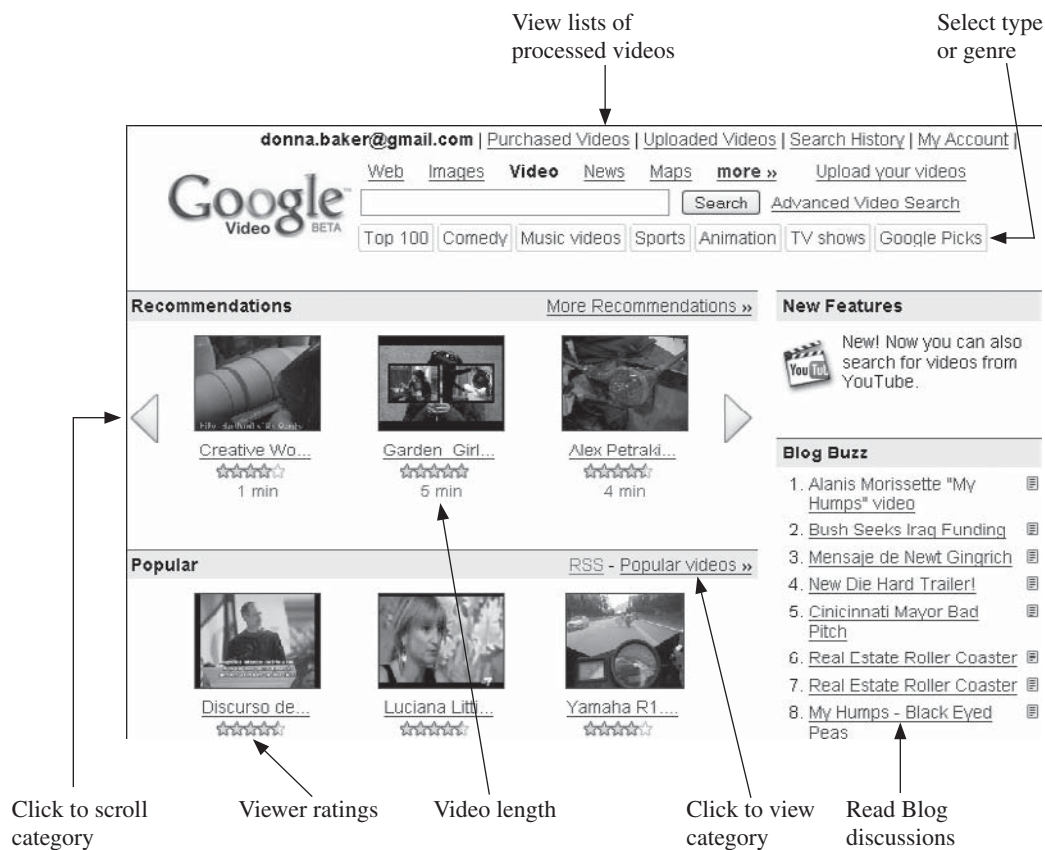 View lists of
processed videos
Select type
or genre
donna.baker@gmail.com | Purchased Videos | Uploaded Videos | Search History | My Account |
Web Images Video News Maps more » Upload your videos
Google™
Video BETA
Search Advanced Video Search
Top 100 Comedy Music videos Sports Animation TV shows Google Picks
Recommendations More Recommendations »
Creative Wo... Garden Girl... Alex Petraki...
1 min 5 min 4 min
New Features
You Tub
New! Now you can also
search for videos from
YouTube.
Popular RSS - Popular videos »
Discurso de... Luciana Litti... Yamaha R1....
Blog Buzz
1. Alanis Morissette "My
Humps" video
2. Bush Seeks Iraq Funding
3. Mensaje de Newt Gingrich
4. New Die Hard Trailer!
5. Cinicinnati Mayor Bad
Pitch
6. Real Estate Roller Coaster
7. Real Estate Roller Coaster
8. My Humps - Black Eyed
Peas
Click to scroll
category
Viewer ratings
Video length
Click to view
category
Read Blog
discussions